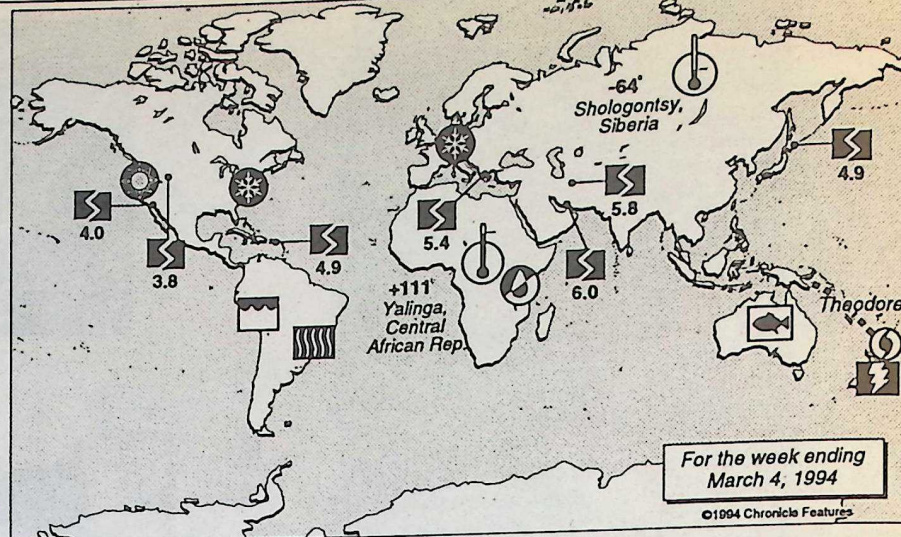 -64°
Shologontsy,
Siberia
4.9
4.0
5.8
5.4
4.9
3.8
6.0
+111°
Yalinga,
Central
African Rep.
Theodore
For the week ending
March 4, 1994
©1994 Chronicle Features